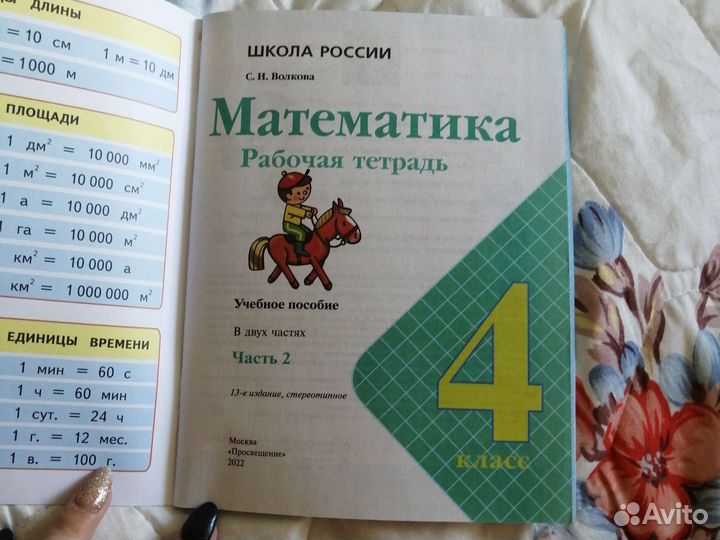 ДЛИНЫ
= 10 см 1 м = 10 дм
= 1000 м
ПЛОЩАДИ
1 дм² = 10 000 мм²
1 м² = 10 000 см²
1 а = 10 000 дм²
1 га = 10 000 м²
км² = 10 000 а
км² = 1 000 000 м²
ЕДИНИЦЫ ВРЕМЕНИ
1 мин = 60 с
1 ч = 60 мин
1 сут. = 24 ч
1 г. = 12 мес.
1 в. = 100 г.
ШКОЛА РОССИИ
С. И. Волкова
Математика
Рабочая тетрадь
Учебное пособие
В двух частях
Часть 2
13-е издание, стереотипное
4
класс
Москва
«Просвещение»
2022
Avito